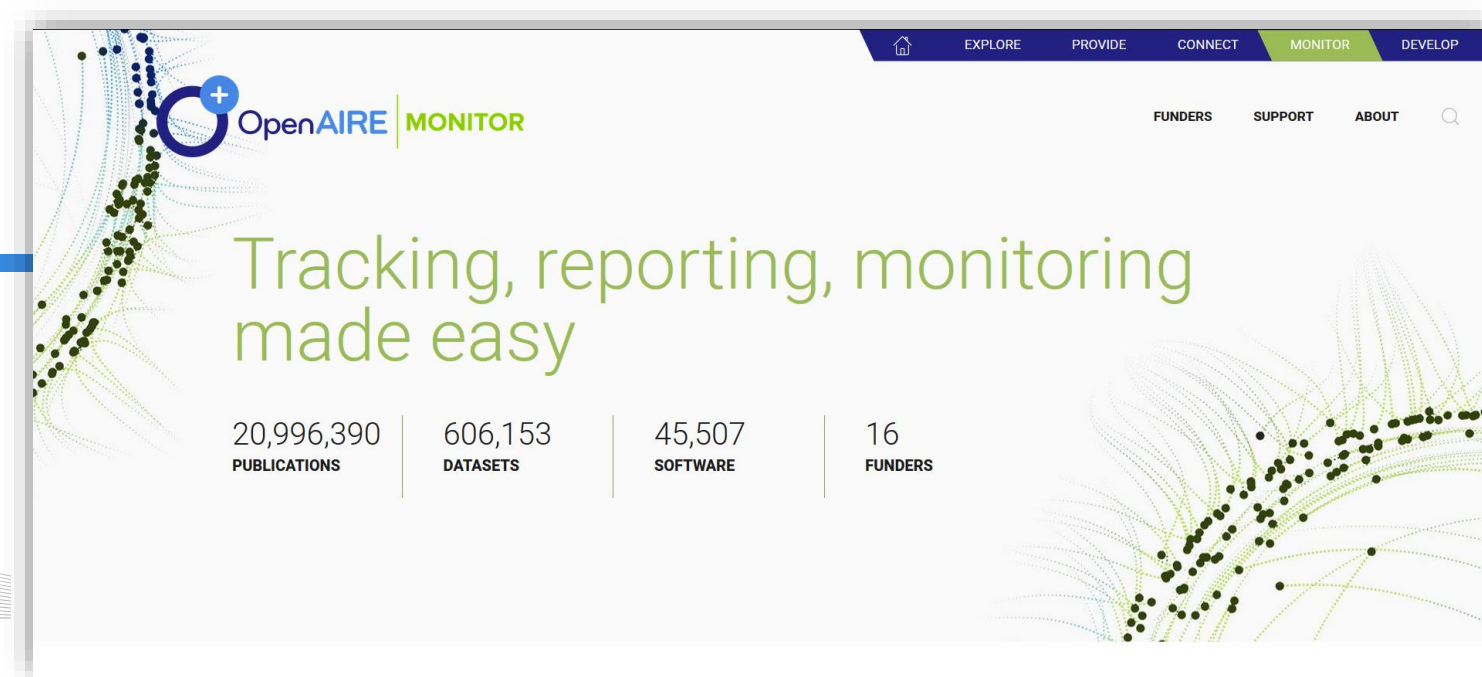 EXPLORE PROVIDE CONNECT MONITOR DEVELOP
OpenAIRE MONITOR
FUNDERS SUPPORT ABOUT
Tracking, reporting, monitoring
made easy
20,996,390 606,153 45,507 16
PUBLICATIONS DATASETS SOFTWARE FUNDERS